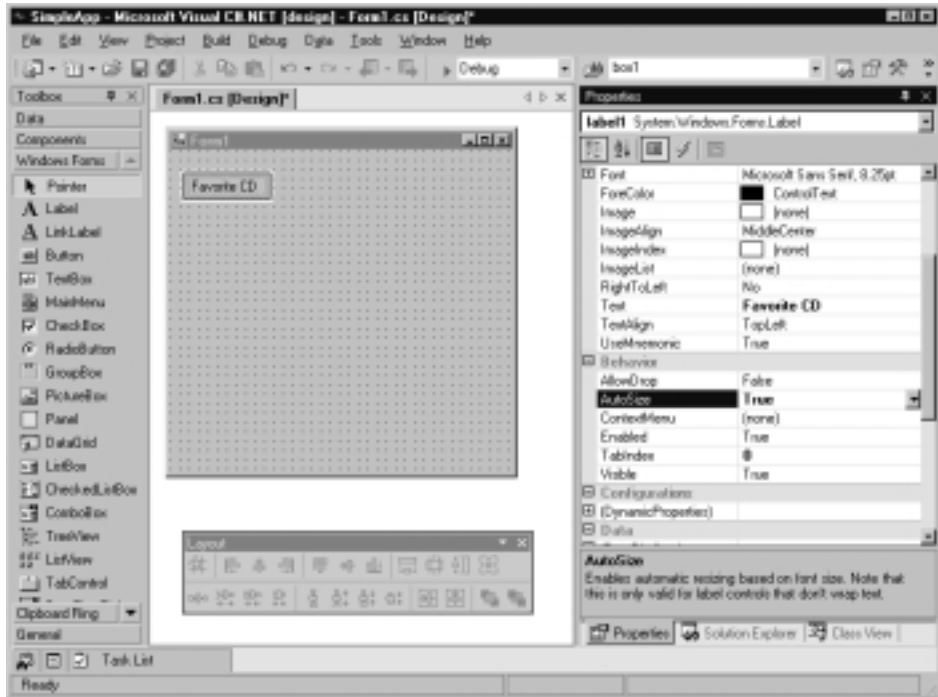 SimpleApp - Microsoft Visual C#.NET [design] - Form1.cs [Design]*
File Edit View Project Build Debug Data Tools Window Help
Debug
box1
Toolbox
Data
Components
Windows Forms
Pointer
Label
LinkLabel
Button
TextBox
MainMenu
CheckBox
RadioButton
GroupBox
PictureBox
Panel
DataGrid
ListBox
CheckedListBox
ComboBox
TreeView
ListView
TabControl
Clipboard Ring
General
Form1.cs [Design]*
Form1
Favorite CD
Layout
Properties
label1 System.Windows.Forms.Label
Font Microsoft Sans Serif, 8.25pt
ForeColor ControlText
Image (none)
ImageAlign MiddleCenter
ImageIndex (none)
ImageList (none)
RightToLeft No
Text Favorite CD
TextAlign TopLeft
UseMnemonic True
Behavior
AllowDrop False
AutoSize True
ContextMenu (none)
Enabled True
TabIndex 0
Visible True
Configurations
(DynamicProperties)
Data
AutoSize
Enables automatic resizing based on font size. Note that
this is only valid for label controls that don't wrap text.
Properties Solution Explorer Class View
Task List
Ready